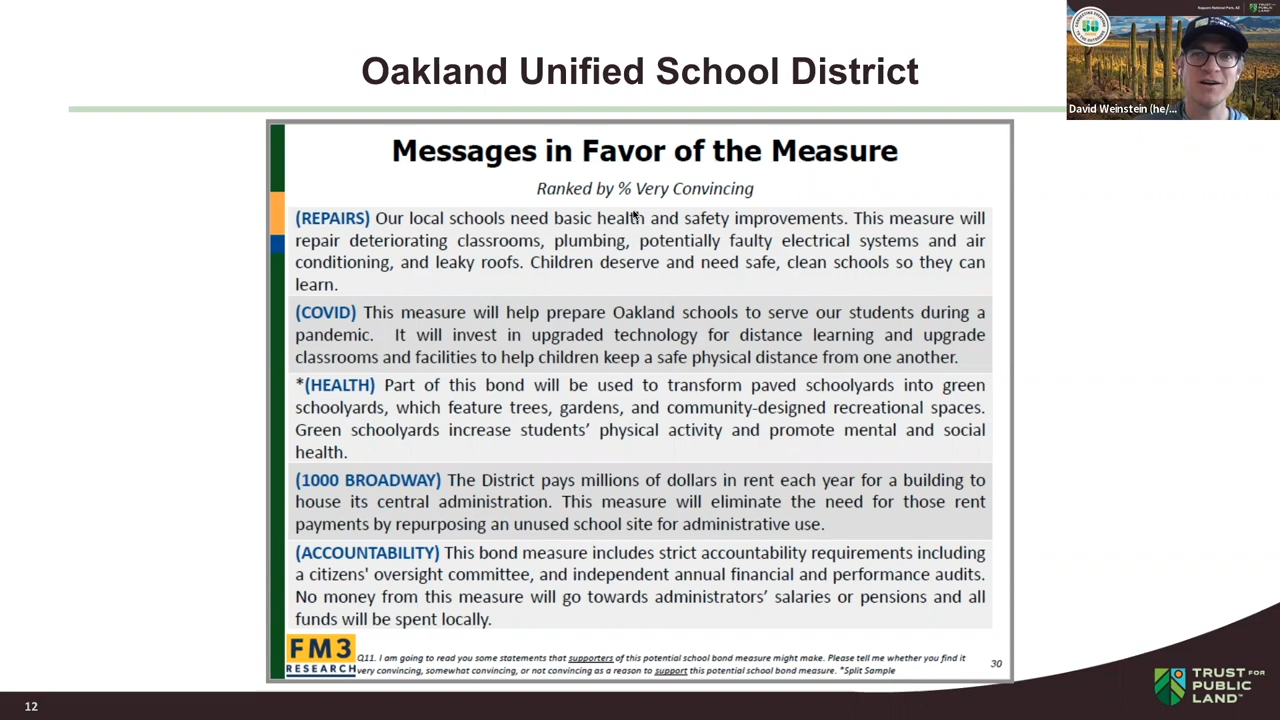 Oakland Unified School District
Saguaro National Park, AZ
TRUST FOR PUBLIC LAND
50
David Weinstein (he/...
Messages in Favor of the Measure
Ranked by % Very Convincing
(REPAIRS) Our local schools need basic health and safety improvements. This measure will
repair deteriorating classrooms, plumbing, potentially faulty electrical systems and air
conditioning, and leaky roofs. Children deserve and need safe, clean schools so they can
learn.
(COVID) This measure will help prepare Oakland schools to serve our students during a
pandemic. It will invest in upgraded technology for distance learning and upgrade
classrooms and facilities to help children keep a safe physical distance from one another.
*(HEALTH) Part of this bond will be used to transform paved schoolyards into green
schoolyards, which feature trees, gardens, and community-designed recreational spaces.
Green schoolyards increase students’ physical activity and promote mental and social
health.
(1000 BROADWAY) The District pays millions of dollars in rent each year for a building to
house its central administration. This measure will eliminate the need for those rent
payments by repurposing an unused school site for administrative use.
(ACCOUNTABILITY) This bond measure includes strict accountability requirements including
a citizens' oversight committee, and independent annual financial and performance audits.
No money from this measure will go towards administrators’ salaries or pensions and all
funds will be spent locally.
FM3
RESEARCH
Q11. I am going to read you some statements that supporters of this potential school bond measure might make. Please tell me whether you find it
very convincing, somewhat convincing, or not convincing as a reason to support this potential school bond measure. *Split Sample
30
12
TRUST FOR
PUBLIC
LAND™